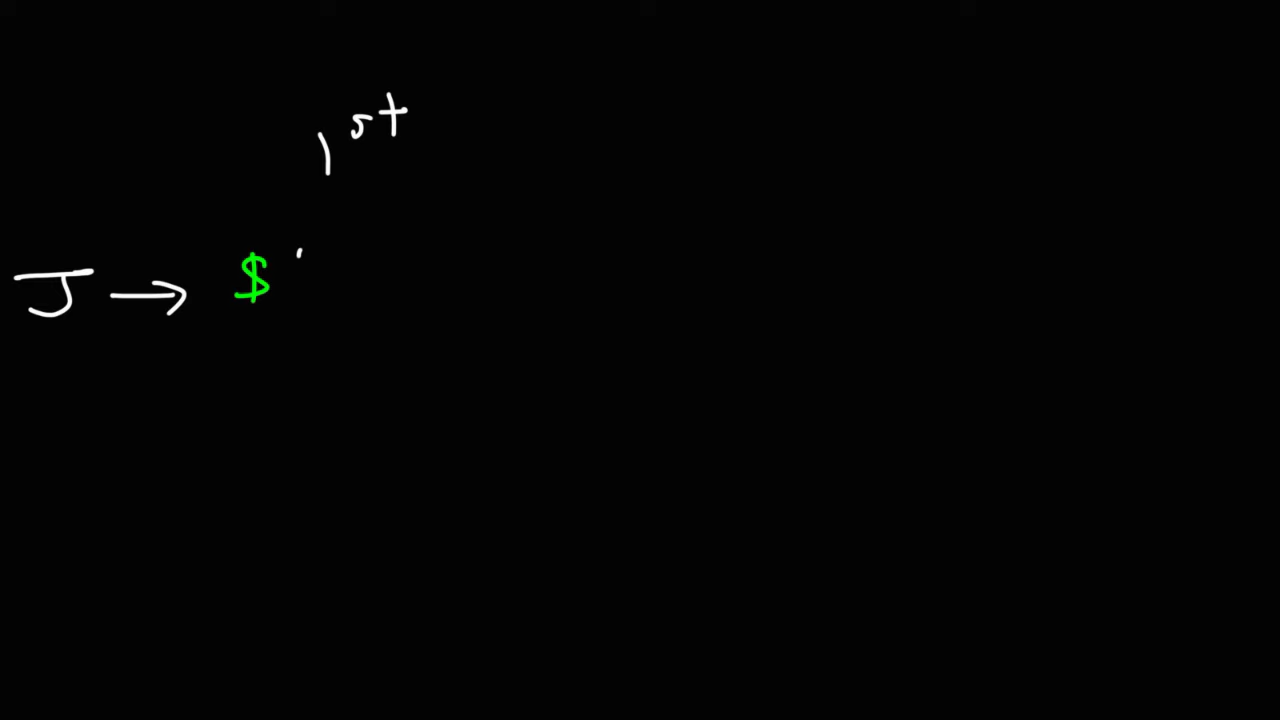 1st
J → $